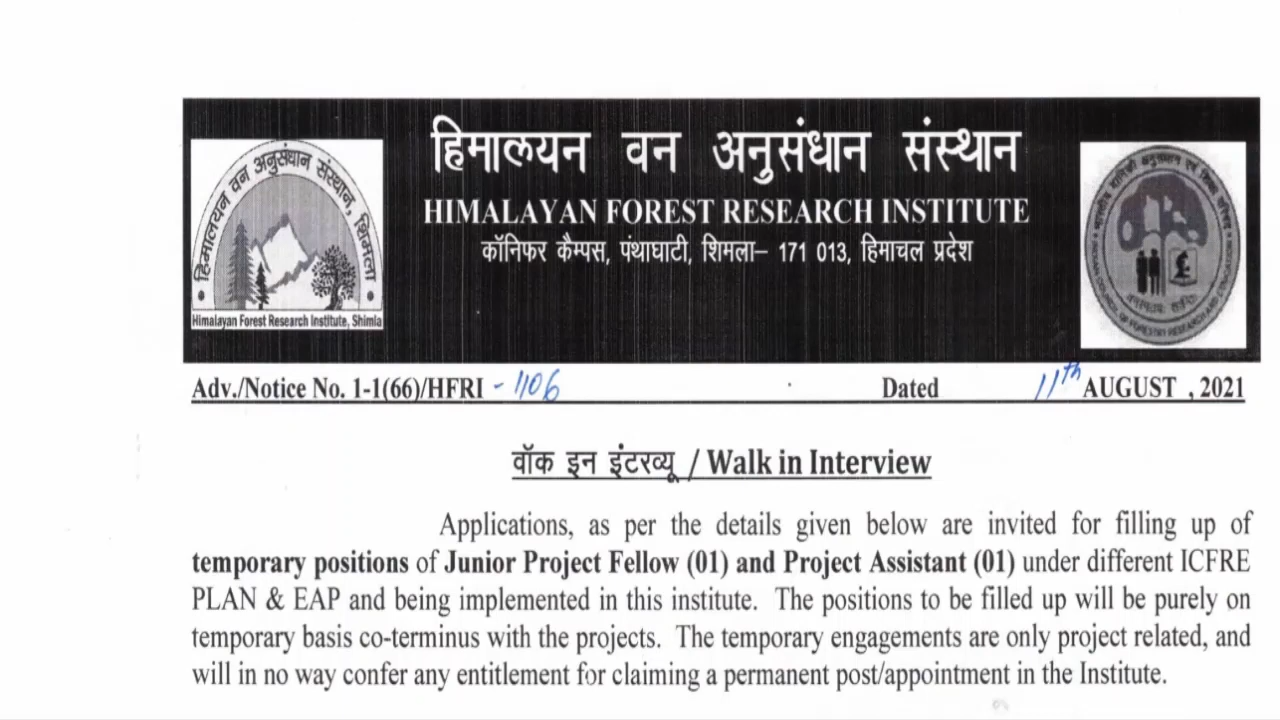 हिमालयन वन अनुसंधान संस्थान
HIMALAYAN FOREST RESEARCH INSTITUTE
कॉनिफर कैम्पस, पंथाघाटी, शिमला– 171 013, हिमाचल प्रदेश
हिमालयन वन अनुसंधान संस्थान, शिमला
Himalayan Forest Research Institute, Shimla
Adv./Notice No. 1-1(66)/HFRI - 1106 Dated 11th AUGUST , 2021
वॉक इन इंटरव्यू / Walk in Interview
Applications, as per the details given below are invited for filling up of
temporary positions of Junior Project Fellow (01) and Project Assistant (01) under different ICFRE
PLAN & EAP and being implemented in this institute. The positions to be filled up will be purely on
temporary basis co-terminus with the projects. The temporary engagements are only project related, and
will in no way confer any entitlement for claiming a permanent post/appointment in the Institute.